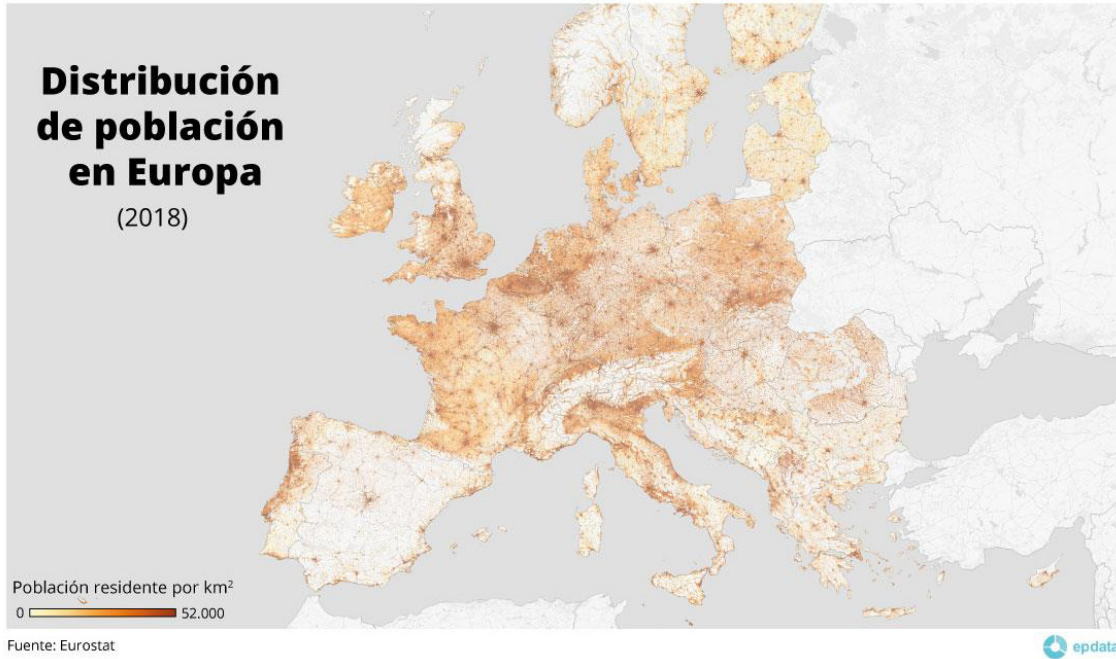 Distribución
de población
en Europa
(2018)
Población residente por km²
0 52.000
Fuente: Eurostat
epdata